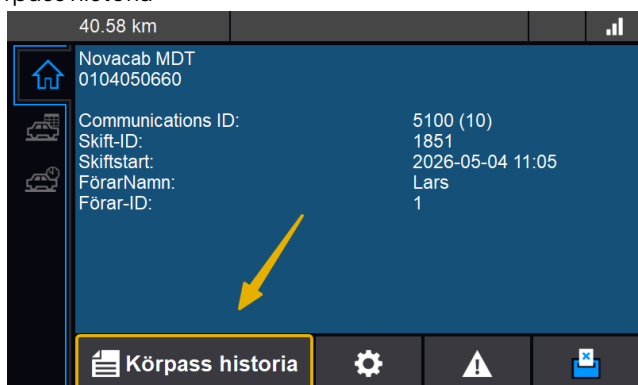 40.58 km
Novacab MDT
0104050660
Communications ID: 5100 (10)
Skift-ID: 1851
Skiftstart: 2026-05-04 11:05
FörarNamn: Lars
Förar-ID: 1
Körpass historia